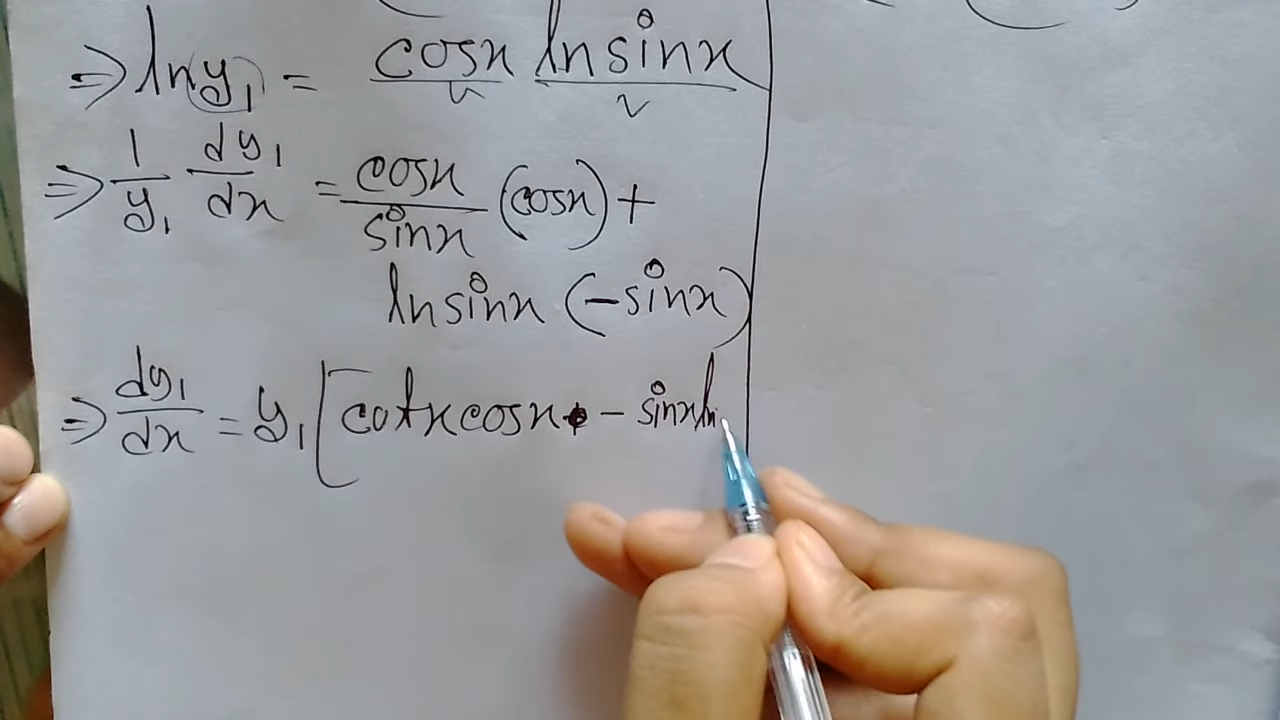 ⇒ ln y₁ = cosx ln sinx
u v
⇒ 1/y₁ dy₁/dx = cosx/sinx (cosx) +
ln sinx (-sinx)
⇒ dy₁/dx = y₁ [cotx cosx - sinx ln